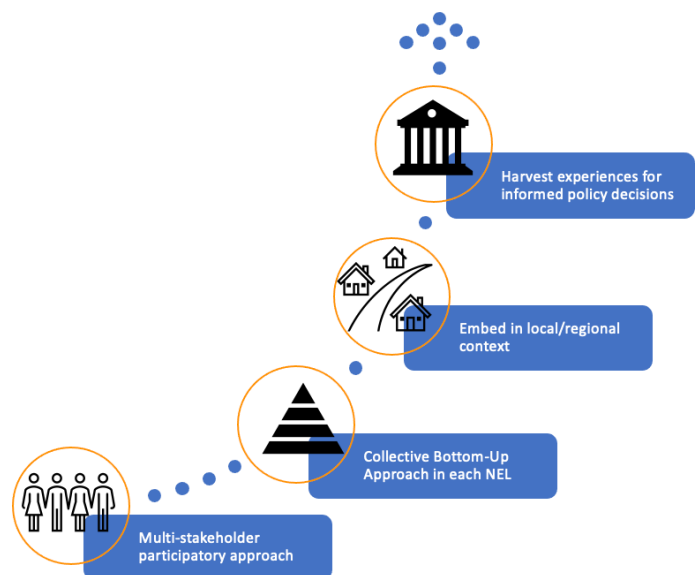 Harvest experiences for
informed policy decisions
Embed in local/regional
context
Collective Bottom-Up
Approach in each NEL
Multi-stakeholder
participatory approach